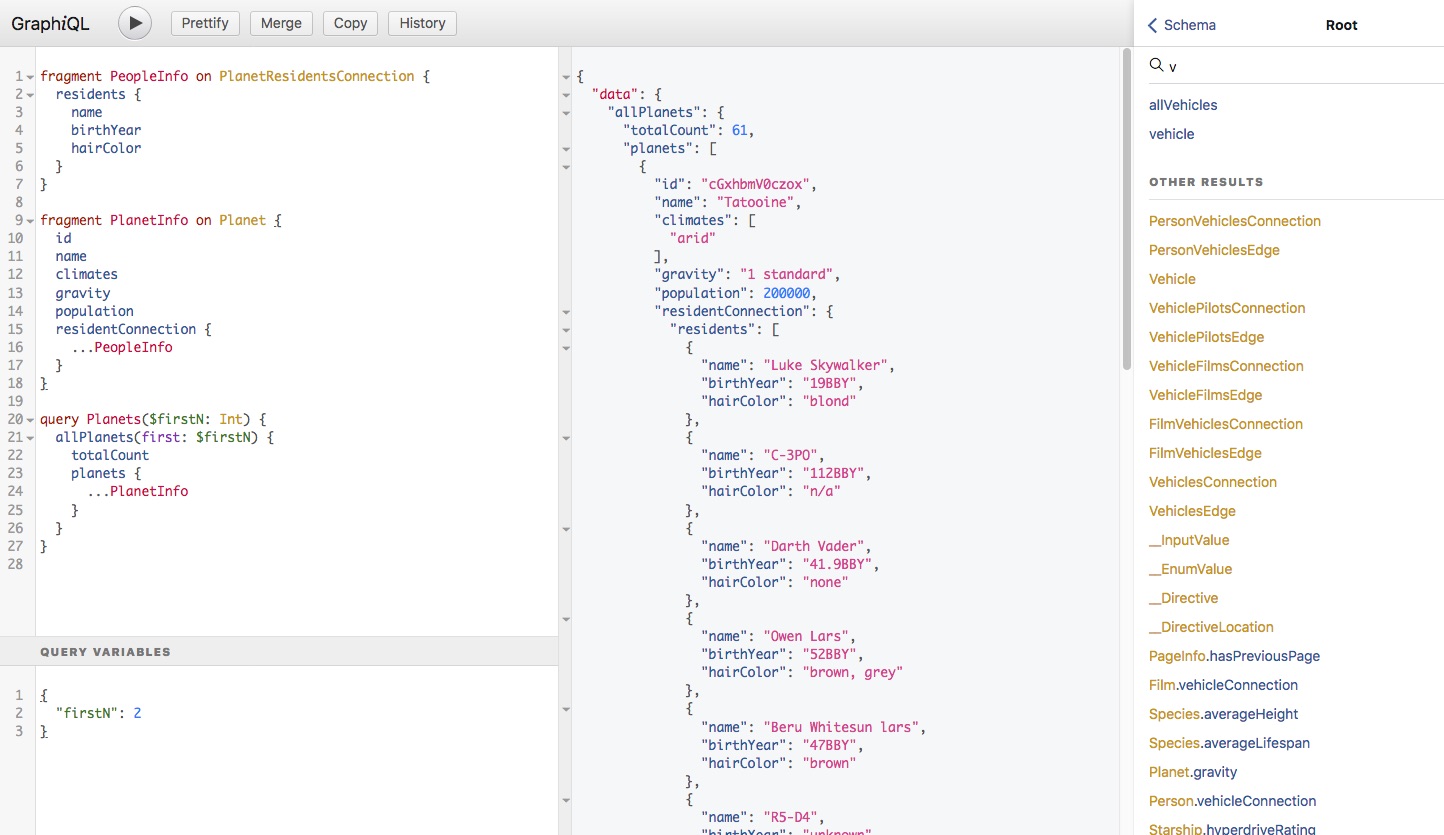 GraphiQL
Prettify
Merge
Copy
History
1 fragment PeopleInfo on PlanetResidentsConnection {
2 residents {
3 name
4 birthYear
5 hairColor
6 }
7 }
8
9 fragment PlanetInfo on Planet {
10 id
11 name
12 climates
13 gravity
14 population
15 residentConnection {
16 ...PeopleInfo
17 }
18 }
19
20 query Planets($firstN: Int) {
21 allPlanets(first: $firstN) {
22 totalCount
23 planets {
24 ...PlanetInfo
25 }
26 }
27 }
28
QUERY VARIABLES
1 {
2 "firstN": 2
3 }
{
"data": {
"allPlanets": {
"totalCount": 61,
"planets": [
{
"id": "cGxhbmV0czox",
"name": "Tatooine",
"climates": [
"arid"
],
"gravity": "1 standard",
"population": 200000,
"residentConnection": {
"residents": [
{
"name": "Luke Skywalker",
"birthYear": "19BBY",
"hairColor": "blond"
},
{
"name": "C-3PO",
"birthYear": "112BBY",
"hairColor": "n/a"
},
{
"name": "Darth Vader",
"birthYear": "41.9BBY",
"hairColor": "none"
},
{
"name": "Owen Lars",
"birthYear": "52BBY",
"hairColor": "brown, grey"
},
{
"name": "Beru Whitesun lars",
"birthYear": "47BBY",
"hairColor": "brown"
},
{
"name": "R5-D4",
"birthYear": "unknown"
Schema
Root
v
allVehicles
vehicle
OTHER RESULTS
PersonVehiclesConnection
PersonVehiclesEdge
Vehicle
VehiclePilotsConnection
VehiclePilotsEdge
VehicleFilmsConnection
VehicleFilmsEdge
FilmVehiclesConnection
FilmVehiclesEdge
VehiclesConnection
VehiclesEdge
__InputValue
__EnumValue
__Directive
__DirectiveLocation
PageInfo.hasPreviousPage
Film.vehicleConnection
Species.averageHeight
Species.averageLifespan
Planet.gravity
Person.vehicleConnection
Starship.hyperdriveRating